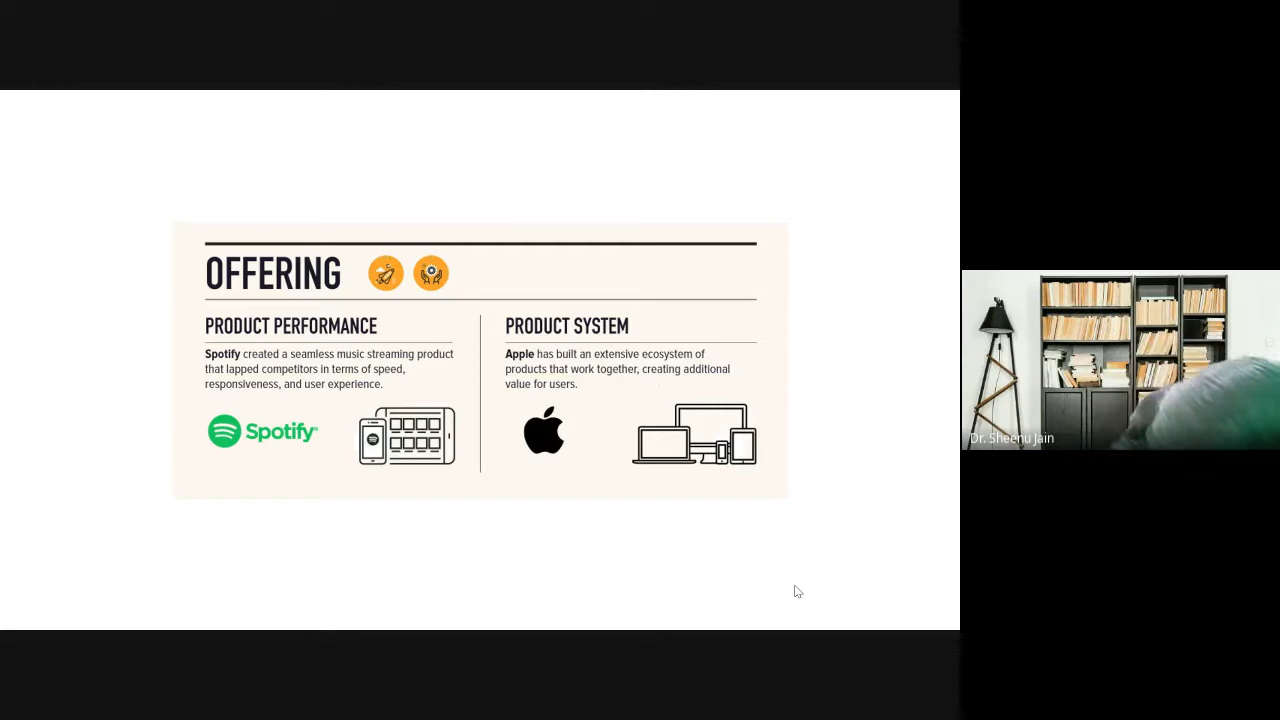 OFFERING
PRODUCT PERFORMANCE
Spotify created a seamless music streaming product
that lapped competitors in terms of speed,
responsiveness, and user experience.
Spotify
PRODUCT SYSTEM
Apple has built an extensive ecosystem of
products that work together, creating additional
value for users.
Dr. Sheenu Jain